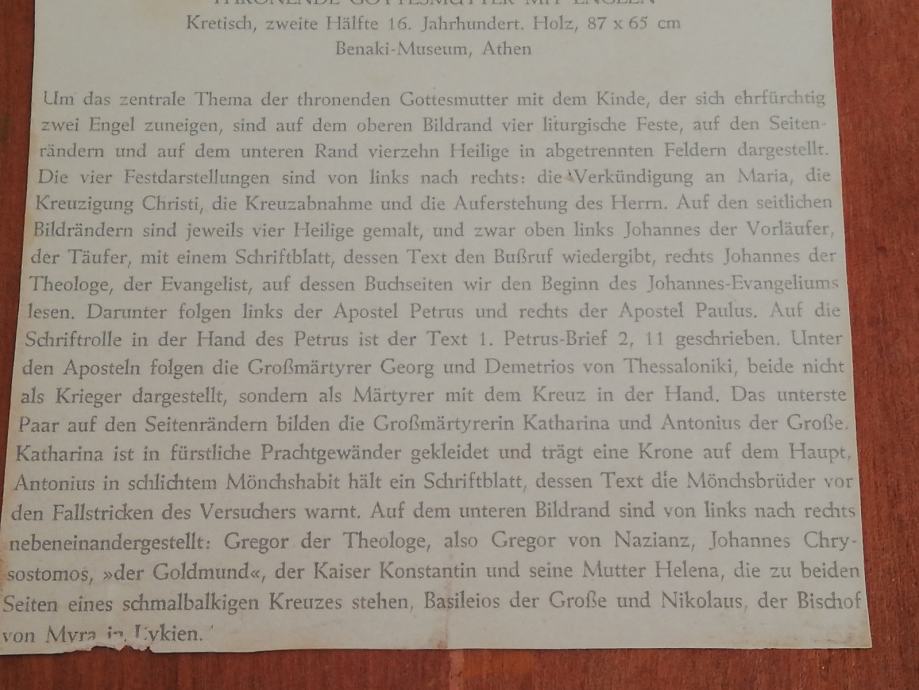 THRONENDE GOTTESMUTTER MIT ENGELN
Kretisch, zweite Hälfte 16. Jahrhundert. Holz, 87 x 65 cm
Benaki-Museum, Athen
Um das zentrale Thema der thronenden Gottesmutter mit dem Kinde, der sich ehrfürchtig
zwei Engel zuneigen, sind auf dem oberen Bildrand vier liturgische Feste, auf den Seiten-
rändern und auf dem unteren Rand vierzehn Heilige in abgetrennten Feldern dargestellt.
Die vier Festdarstellungen sind von links nach rechts: die Verkündigung an Maria, die
Kreuzigung Christi, die Kreuzabnahme und die Auferstehung des Herrn. Auf den seitlichen
Bildrändern sind jeweils vier Heilige gemalt, und zwar oben links Johannes der Vorläufer,
der Täufer, mit einem Schriftblatt, dessen Text den Bußruf wiedergibt, rechts Johannes der
Theologe, der Evangelist, auf dessen Buchseiten wir den Beginn des Johannes-Evangeliums
lesen. Darunter folgen links der Apostel Petrus und rechts der Apostel Paulus. Auf die
Schriftrolle in der Hand des Petrus ist der Text 1. Petrus-Brief 2, 11 geschrieben. Unter
den Aposteln folgen die Großmärtyrer Georg und Demetrios von Thessaloniki, beide nicht
als Krieger dargestellt, sondern als Märtyrer mit dem Kreuz in der Hand. Das unterste
Paar auf den Seitenrändern bilden die Großmärtyrerin Katharina und Antonius der Große.
Katharina ist in fürstliche Prachtgewänder gekleidet und trägt eine Krone auf dem Haupt,
Antonius in schlichtem Mönchshabit hält ein Schriftblatt, dessen Text die Mönchsbrüder vor
den Fallstricken des Versuchers warnt. Auf dem unteren Bildrand sind von links nach rechts
nebeneinandergestellt: Gregor der Theologe, also Gregor von Nazianz, Johannes Chry-
sostomos, »der Goldmund«, der Kaiser Konstantin und seine Mutter Helena, die zu beiden
Seiten eines schmalbalkigen Kreuzes stehen, Basileios der Große und Nikolaus, der Bischof
von Myra in Lykien.